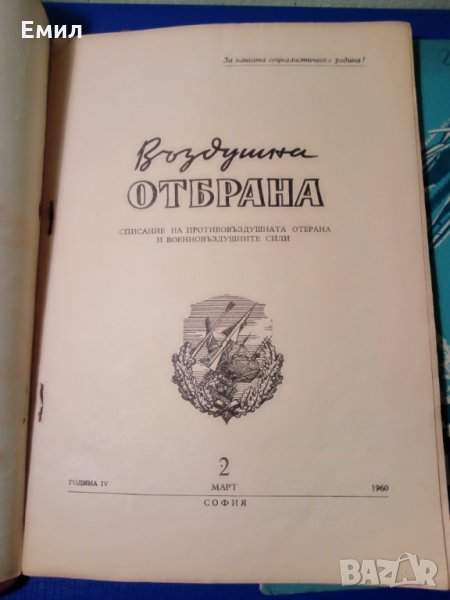 Емил
За нашата социалистическа родина!
Въздушна
ОТБРАНА
СПИСАНИЕ НА ПРОТИВОВЪЗДУШНАТА ОТБРАНА
И ВОЕННОВЪЗДУШНИТЕ СИЛИ
2
ГОДИНА IV МАРТ 1960
СОФИЯ
BAZAR